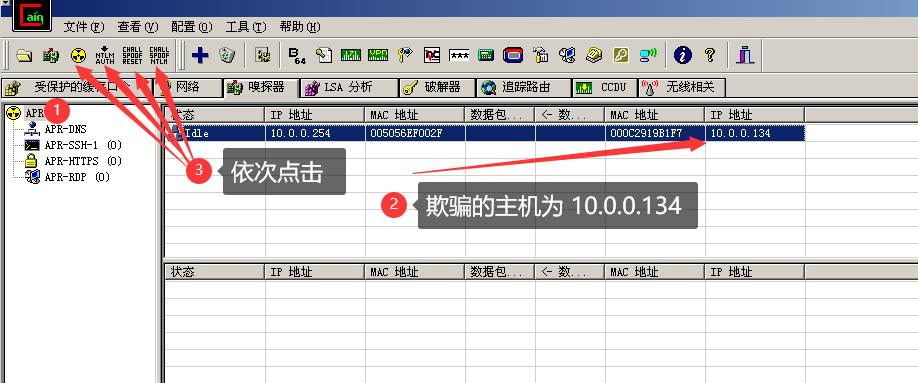 Cain
文件(F) 查看(V) 配置(C) 工具(T) 帮助(H)
NTLM AUTH CHALL SPOOF RESET CHALL SPOOF NTLM B64
网络 嗅探器 LSA 分析 破解器 追踪路由 CCDU 无线相关
受保护的缓
APR 1
APR-DNS
APR-SSH-1 (0)
APR-HTTPS (0)
APR-RDP (0)
状态 IP 地址 MAC 地址 数据包... <- 数... MAC 地址 IP 地址
Idle 10.0.0.254 005056EF002F 000C2919B1F7 10.0.0.134
3 依次点击
2 欺骗的主机为 10.0.0.134
状态 IP 地址 MAC 地址 数据包... <- 数... MAC 地址 IP 地址